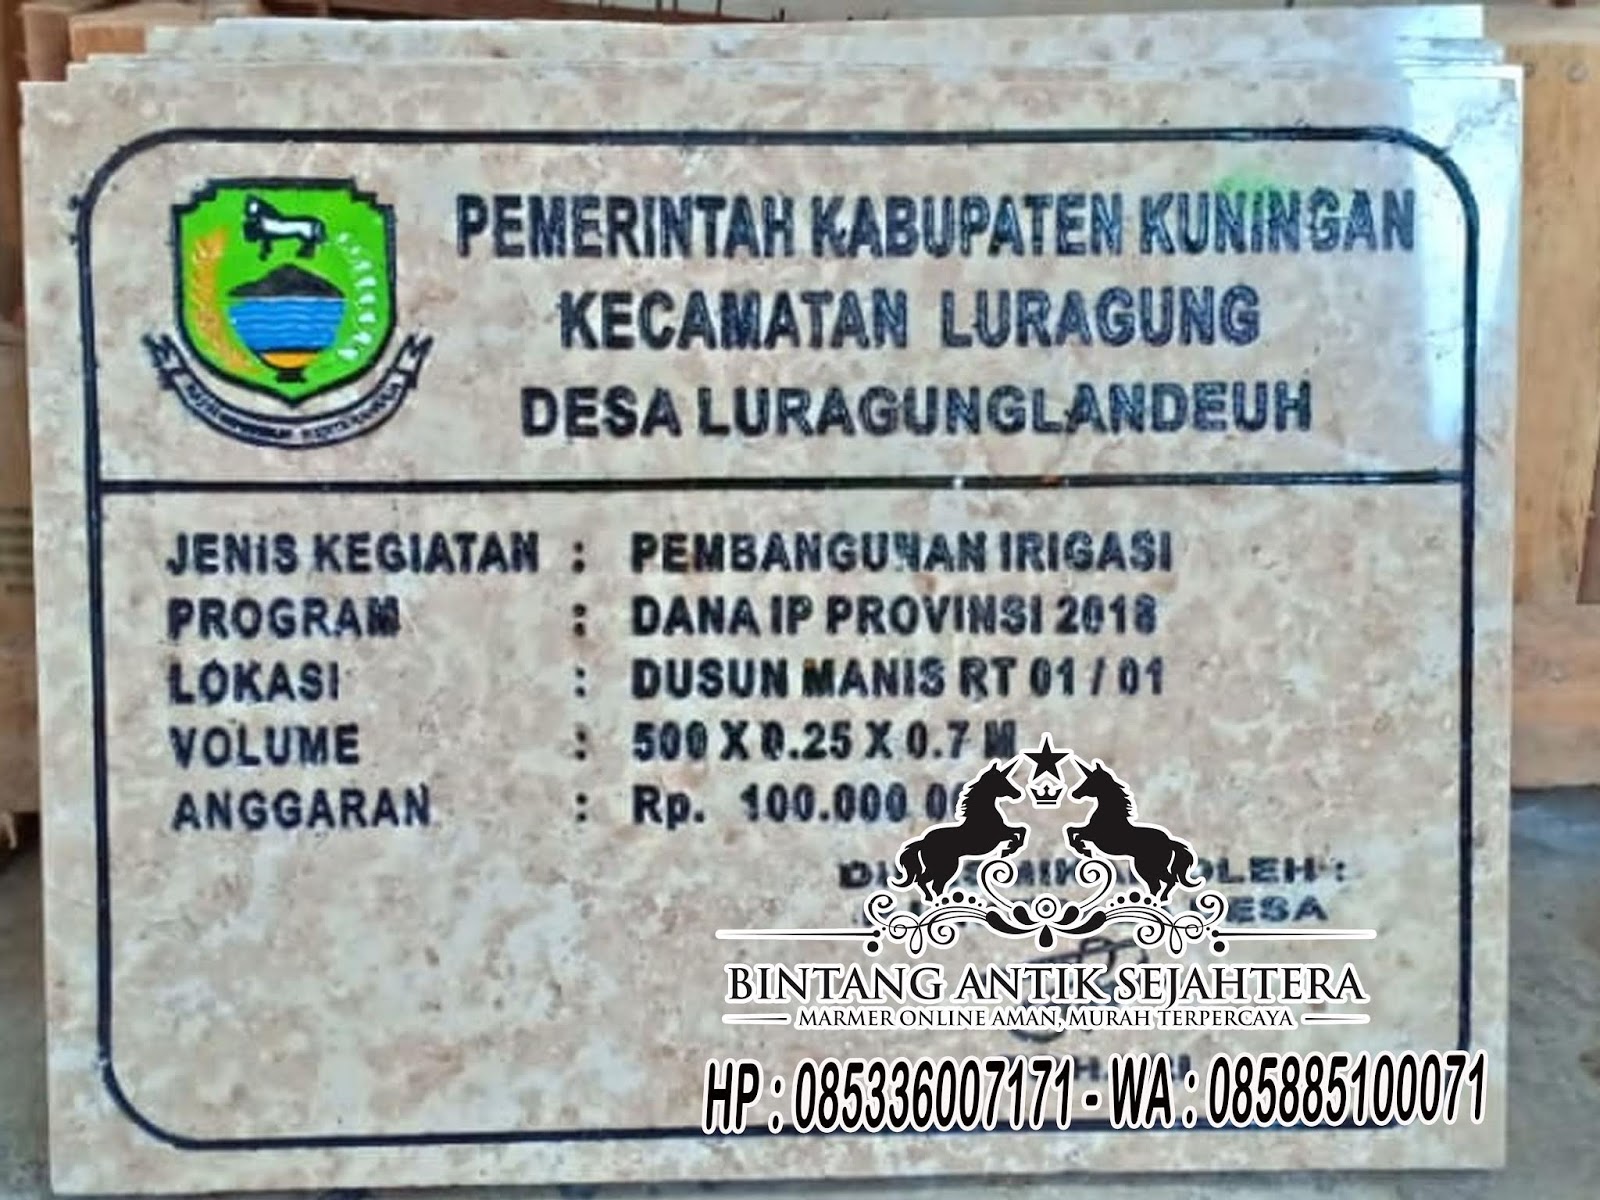 PEMERINTAH KABUPATEN KUNINGAN
KECAMATAN LURAGUNG
DESA LURAGUNGLANDEUH
JENIS KEGIATAN : PEMBANGUNAN IRIGASI
PROGRAM : DANA IP PROVINSI 2018
LOKASI : DUSUN MANIS RT 01 / 01
VOLUME : 500 X 0.25 X 0.7 M
ANGGARAN : Rp. 100.000
OLEH :
DESA
BINTANG ANTIK SEJAHTERA
MARMER ONLINE AMAN, MURAH TERPERCAYA
HP : 085336007171 - WA : 085885100071